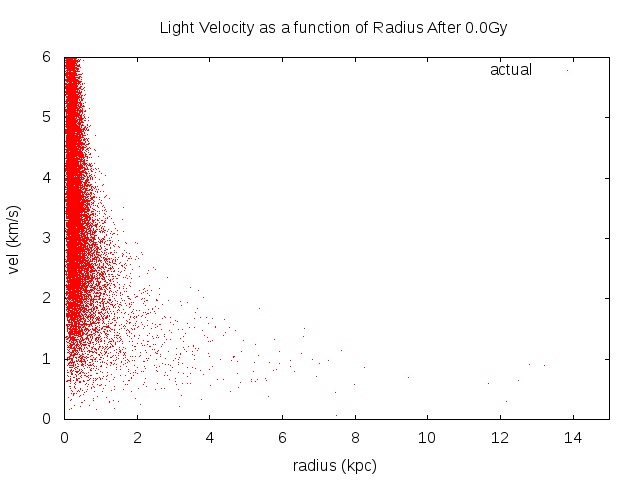 Light Velocity as a function of Radius After 0.0Gy
actual
6
5
4
3
2
1
0
vel (km/s)
0 2 4 6 8 10 12 14
radius (kpc)